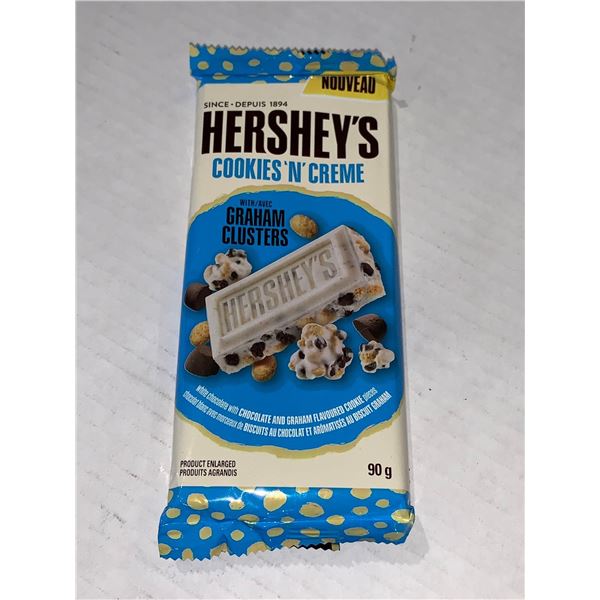 NOUVEAU
SINCE • DEPUIS 1894
HERSHEY'S
COOKIES 'N' CREME
WITH/AVEC
GRAHAM
CLUSTERS
HERSHEY'S
white chocolate with CHOCOLATE AND GRAHAM FLAVOURED COOKIE pieces
chocolat blanc avec morceaux de BISCUITS AU CHOCOLAT ET AROMATISÉS AU BISCUIT GRAHAM
PRODUCT ENLARGED
PRODUITS AGRANDIS
90 g